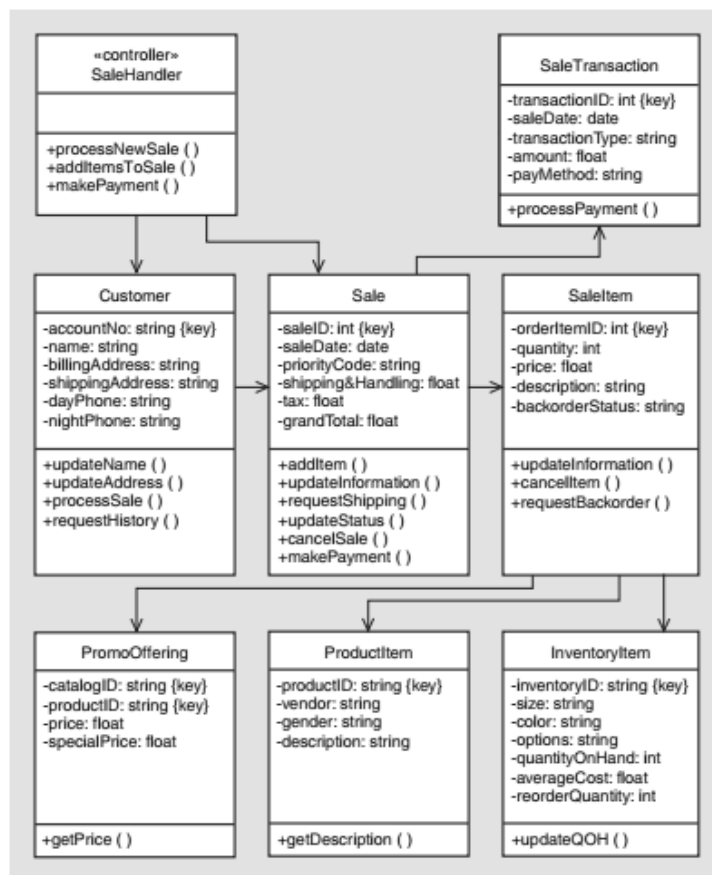 «controller»
SaleHandler
+processNewSale ( )
+addItemsToSale ( )
+makePayment ( )
SaleTransaction
-transactionID: int {key}
-saleDate: date
-transactionType: string
-amount: float
-payMethod: string
+processPayment ( )
Customer
-accountNo: string {key}
-name: string
-billingAddress: string
-shippingAddress: string
-dayPhone: string
-nightPhone: string
+updateName ( )
+updateAddress ( )
+processSale ( )
+requestHistory ( )
Sale
-saleID: int {key}
-saleDate: date
-priorityCode: string
-shipping&Handling: float
-tax: float
-grandTotal: float
+addItem ( )
+updateInformation ( )
+requestShipping ( )
+updateStatus ( )
+cancelSale ( )
+makePayment ( )
SaleItem
-orderItemID: int {key}
-quantity: int
-price: float
-description: string
-backorderStatus: string
+updateInformation ( )
+cancelItem ( )
+requestBackorder ( )
PromoOffering
-catalogID: string {key}
-productID: string {key}
-price: float
-specialPrice: float
+getPrice ( )
ProductItem
-productID: string {key}
-vendor: string
-gender: string
-description: string
+getDescription ( )
InventoryItem
-inventoryID: string {key}
-size: string
-color: string
-options: string
-quantityOnHand: int
-averageCost: float
-reorderQuantity: int
+updateQOH ( )